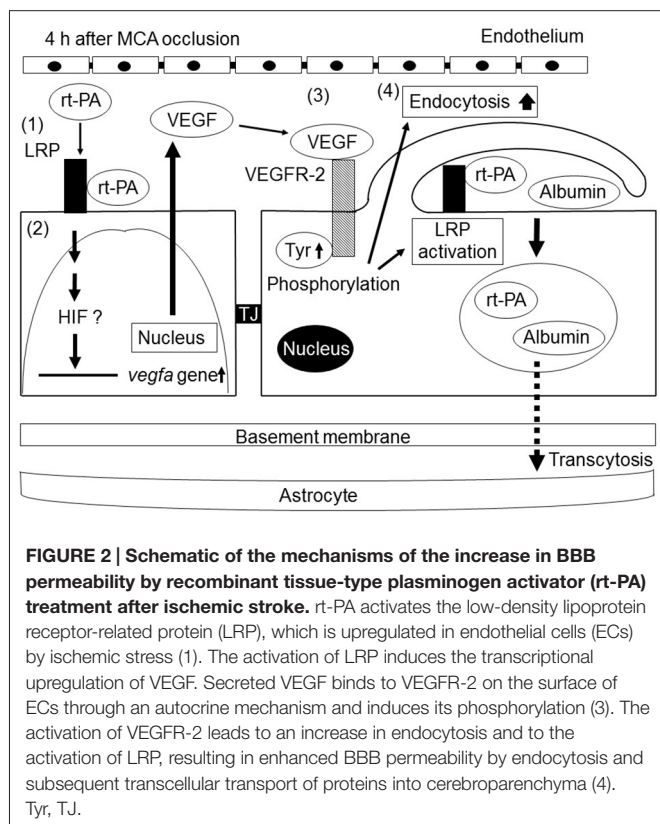 4 h after MCA occlusion
Endothelium
rt-PA
(1)
LRP
rt-PA
VEGF
(3)
VEGF
VEGFR-2
(4)
Endocytosis
rt-PA
Albumin
(2)
HIF ?
Nucleus
vegfa gene
TJ
Tyr
Phosphorylation
LRP
activation
Nucleus
rt-PA
Albumin
Basement membrane
Transcytosis
Astrocyte
FIGURE 2 | Schematic of the mechanisms of the increase in BBB
permeability by recombinant tissue-type plasminogen activator (rt-PA)
treatment after ischemic stroke. rt-PA activates the low-density lipoprotein
receptor-related protein (LRP), which is upregulated in endothelial cells (ECs)
by ischemic stress (1). The activation of LRP induces the transcriptional
upregulation of VEGF. Secreted VEGF binds to VEGFR-2 on the surface of
ECs through an autocrine mechanism and induces its phosphorylation (3). The
activation of VEGFR-2 leads to an increase in endocytosis and to the
activation of LRP, resulting in enhanced BBB permeability by endocytosis and
subsequent transcellular transport of proteins into cerebroparenchyma (4).
Tyr, TJ.